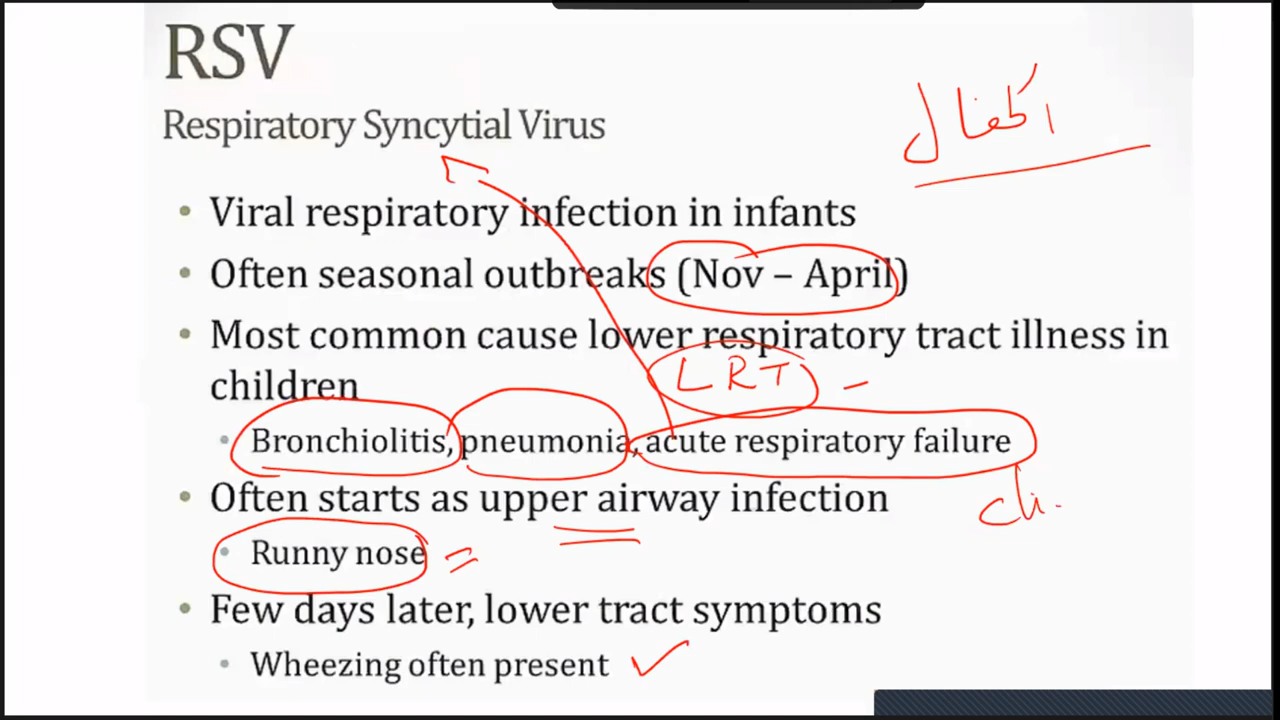 RSV
Respiratory Syncytial Virus
اطفال
• Viral respiratory infection in infants
• Often seasonal outbreaks (Nov – April)
• Most common cause lower respiratory tract illness in
children
LRT
• Bronchiolitis, pneumonia, acute respiratory failure
• Often starts as upper airway infection
ch.
• Runny nose
• Few days later, lower tract symptoms
• Wheezing often present